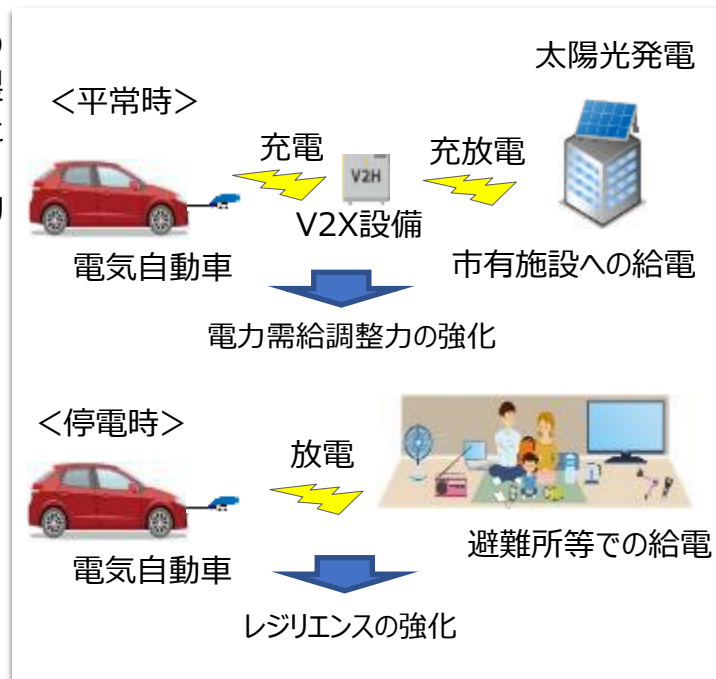 太陽光発電
＜平常時＞
充電
充放電
V2H
V2X設備
電気自動車
市有施設への給電
電力需給調整力の強化
＜停電時＞
放電
避難所等での給電
電気自動車
レジリエンスの強化